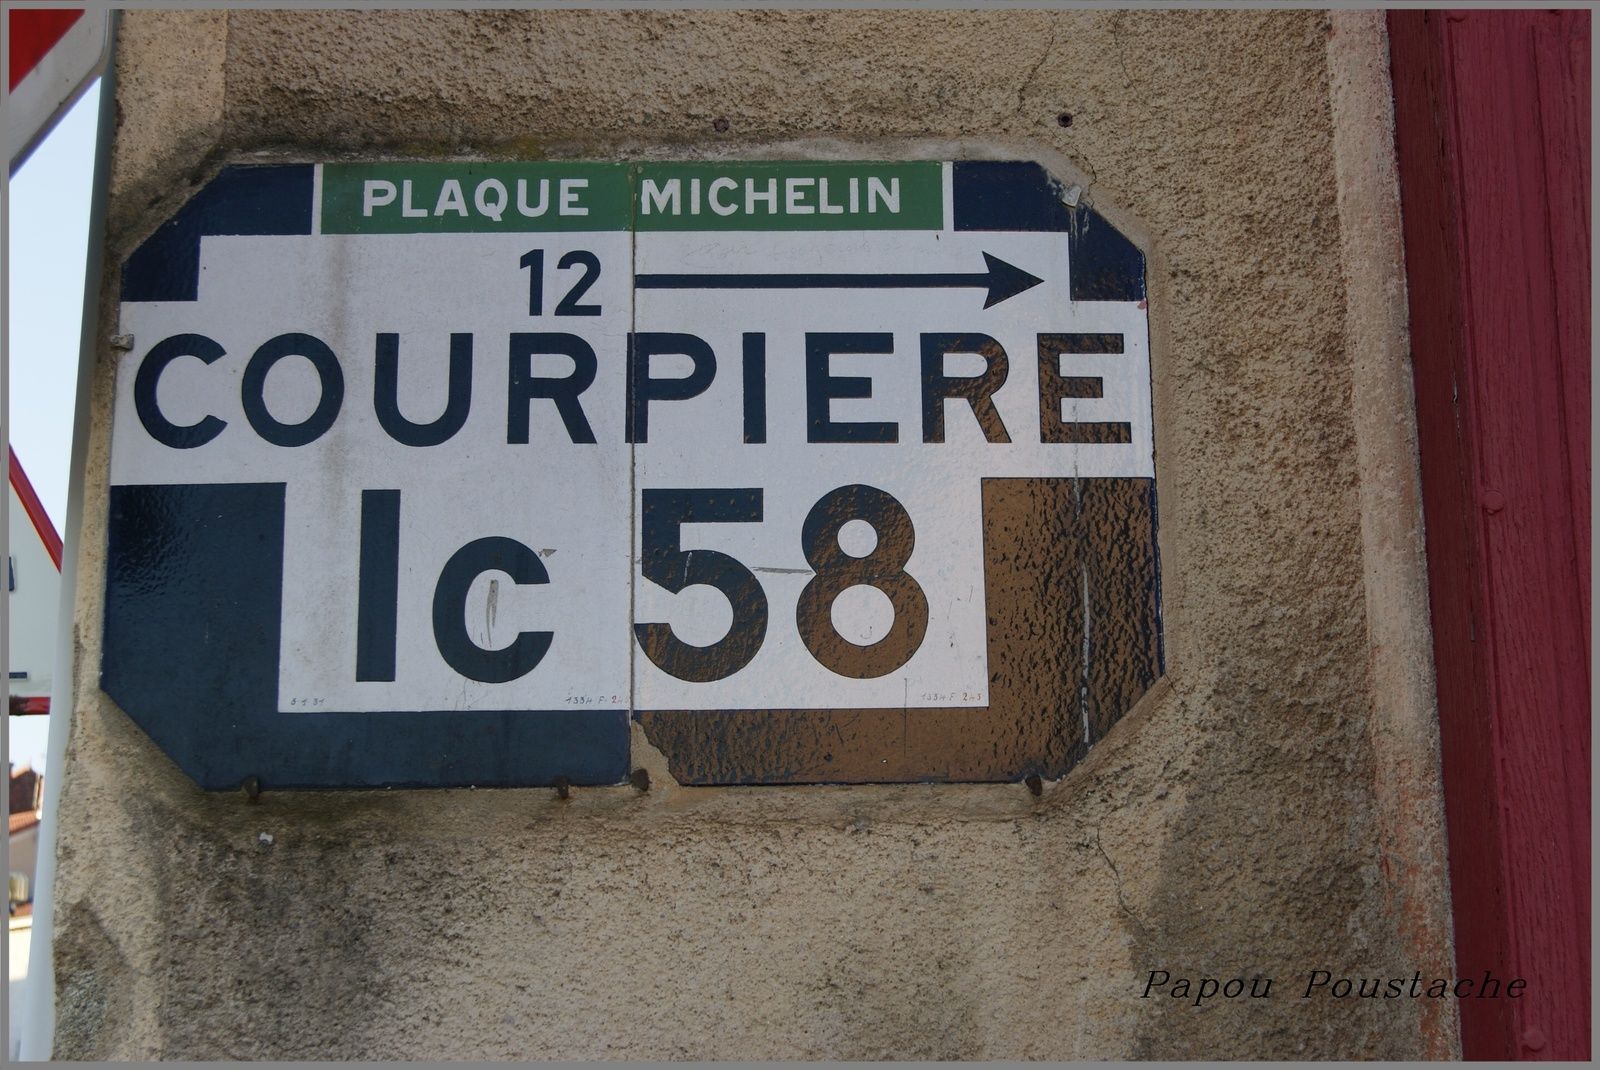 PLAQUE MICHELIN
12
COURPIERE
Ic 58
Papou Poustache